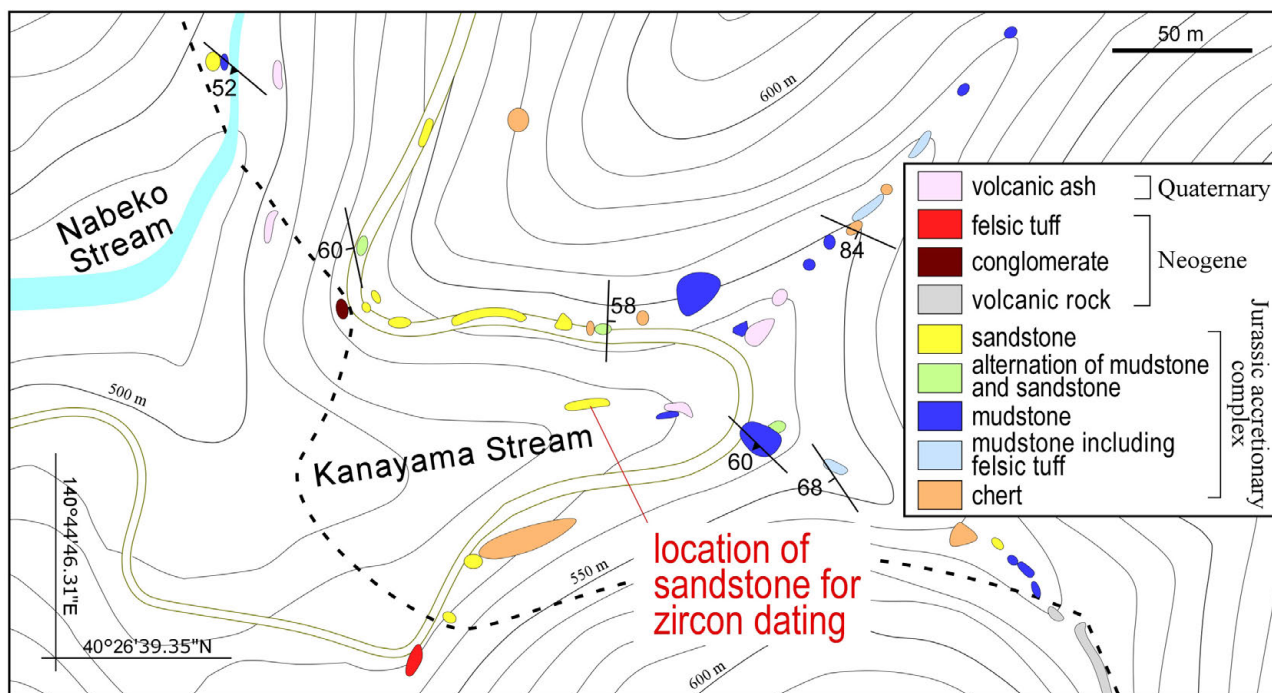 50 m
600 m
52
Nabeko
Stream
60
84
58
500 m
Kanayama Stream
60
68
location of
sandstone for
zircon dating
550 m
600 m
140°44'46.31"E
40°26'39.35"N
volcanic ash
Quaternary
felsic tuff
conglomerate
Neogene
volcanic rock
sandstone
alternation of mudstone
and sandstone
mudstone
mudstone including
felsic tuff
chert
Jurassic accretionary
complex